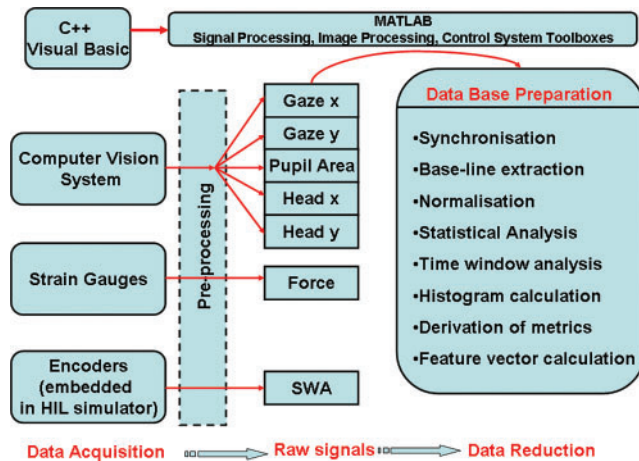 C++
Visual Basic
MATLAB
Signal Processing, Image Processing, Control System Toolboxes
Computer Vision
System
Strain Gauges
Encoders
(embedded
in HIL simulator)
Pre-processing
Gaze x
Gaze y
Pupil Area
Head x
Head y
Force
SWA
Data Base Preparation
•Synchronisation
•Base-line extraction
•Normalisation
•Statistical Analysis
•Time window analysis
•Histogram calculation
•Derivation of metrics
•Feature vector calculation
Data Acquisition
Raw signals
Data Reduction